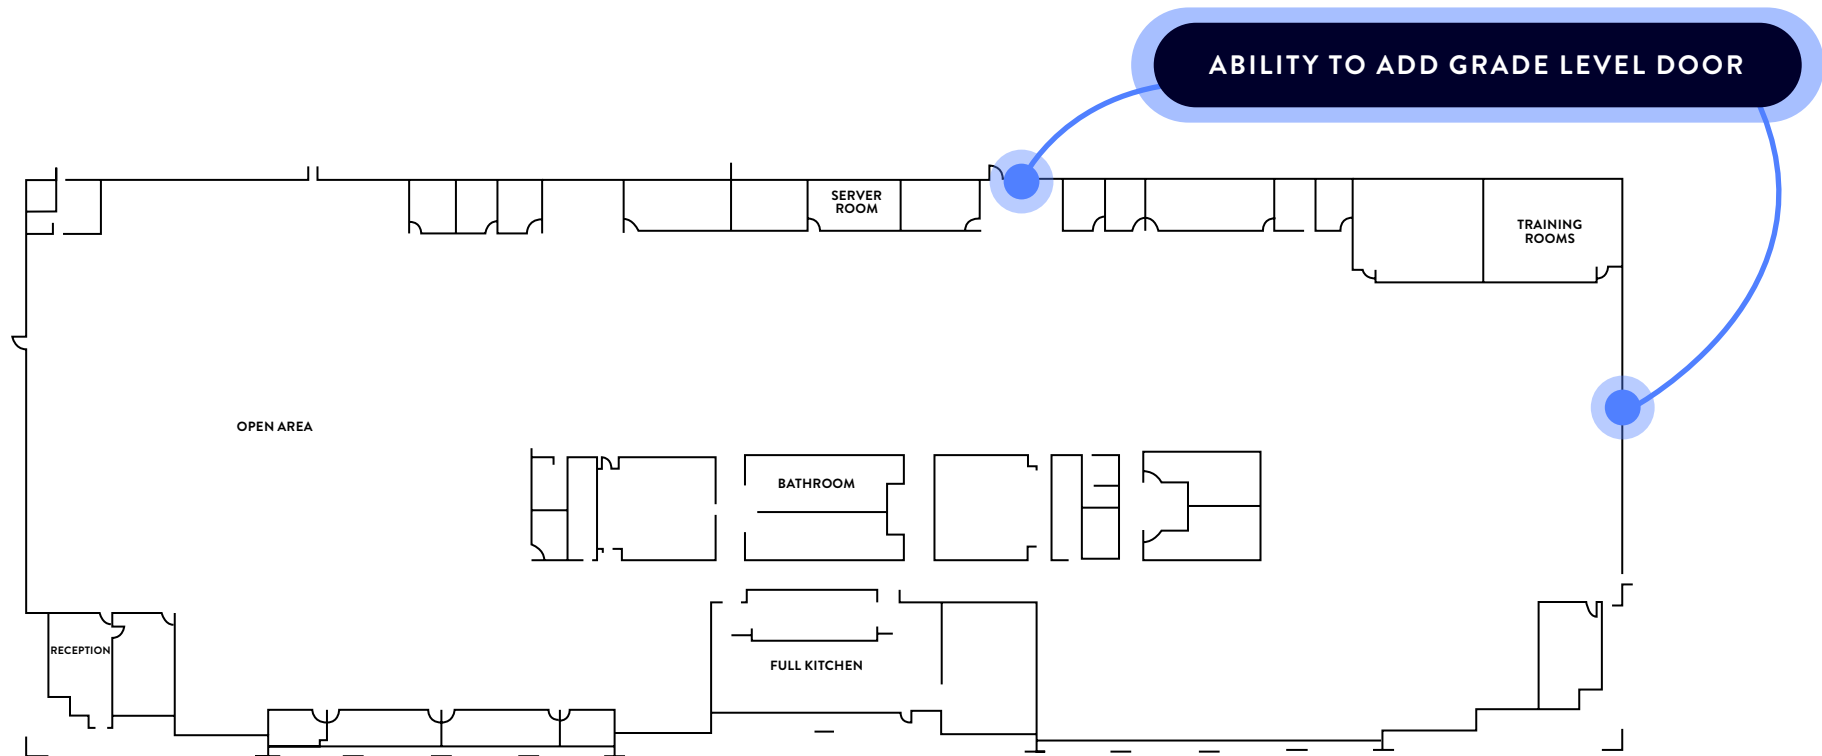 ABILITY TO ADD GRADE LEVEL DOOR
SERVER
ROOM
TRAINING
ROOMS
OPEN AREA
BATHROOM
RECEPTION
FULL KITCHEN